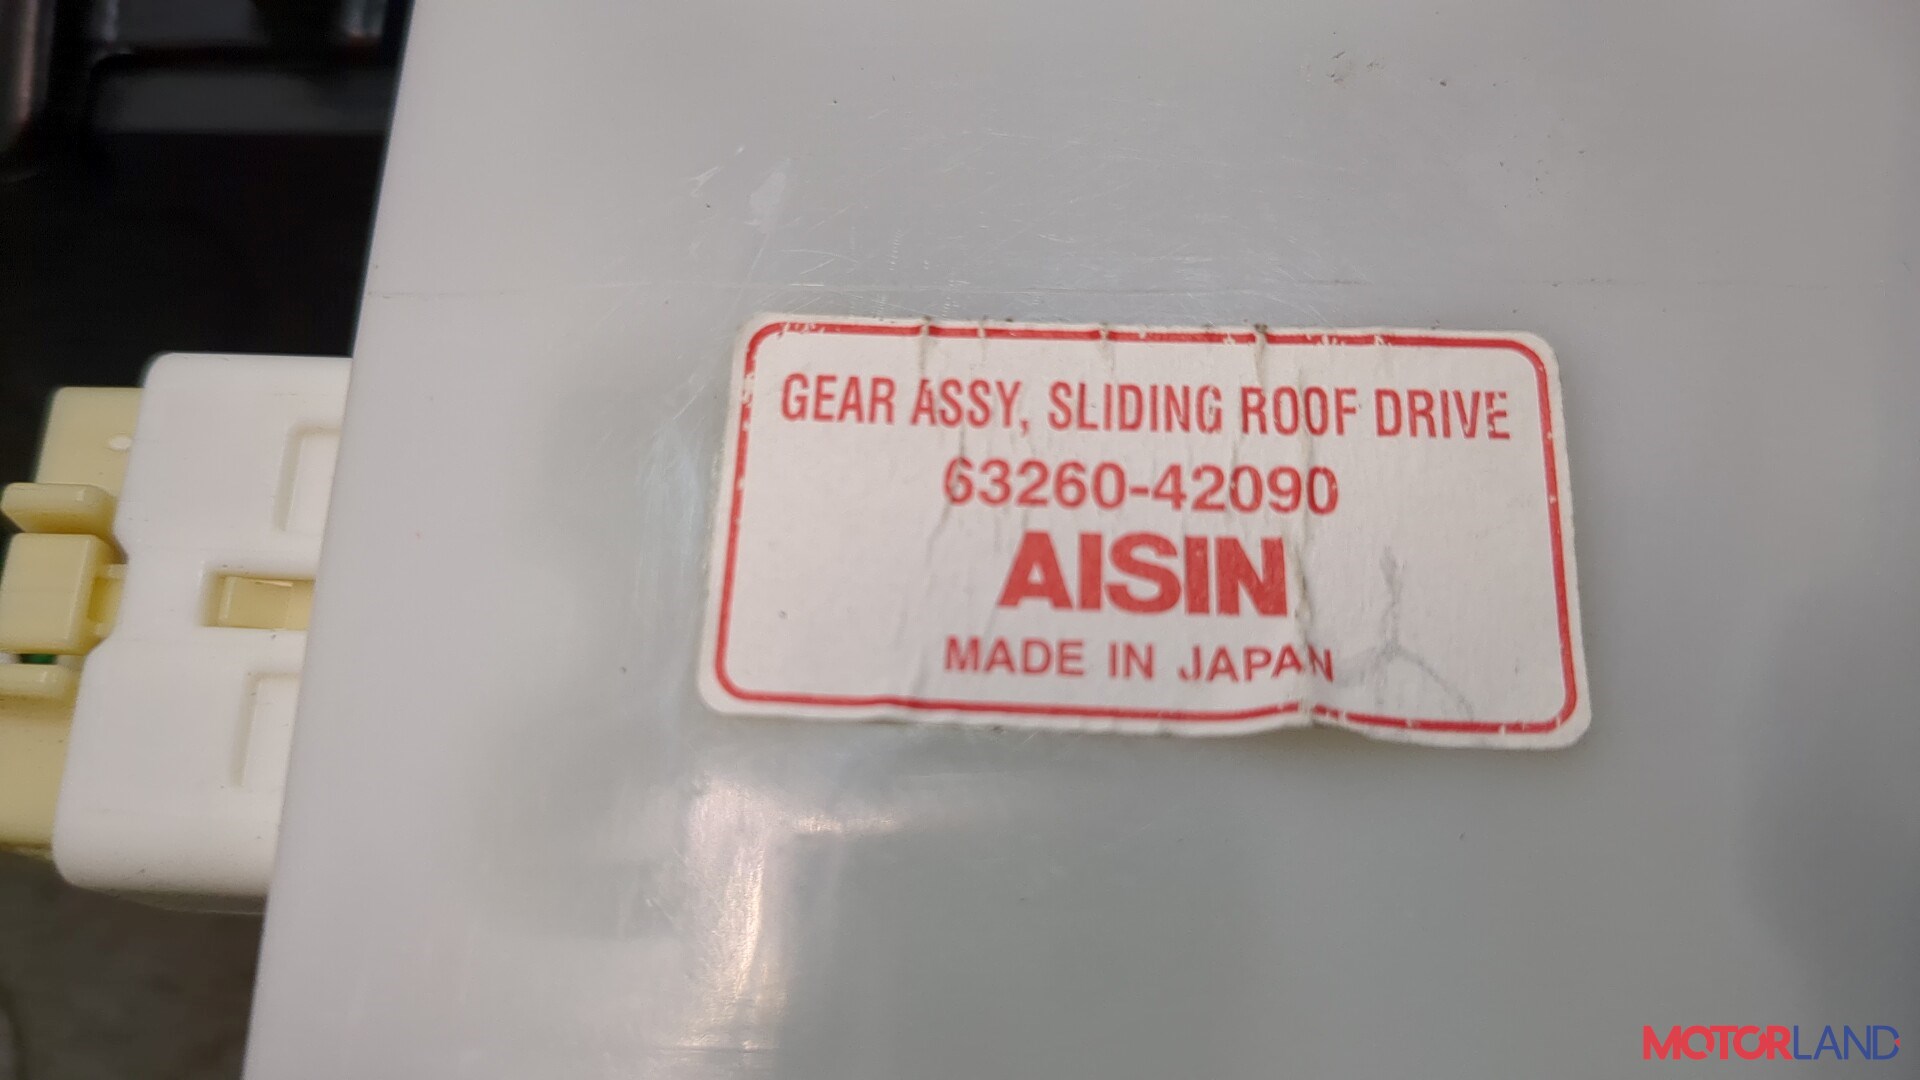 GEAR ASSY, SLIDING ROOF DRIVE
63260-42090
AISIN
MADE IN JAPAN
MOTORLAND